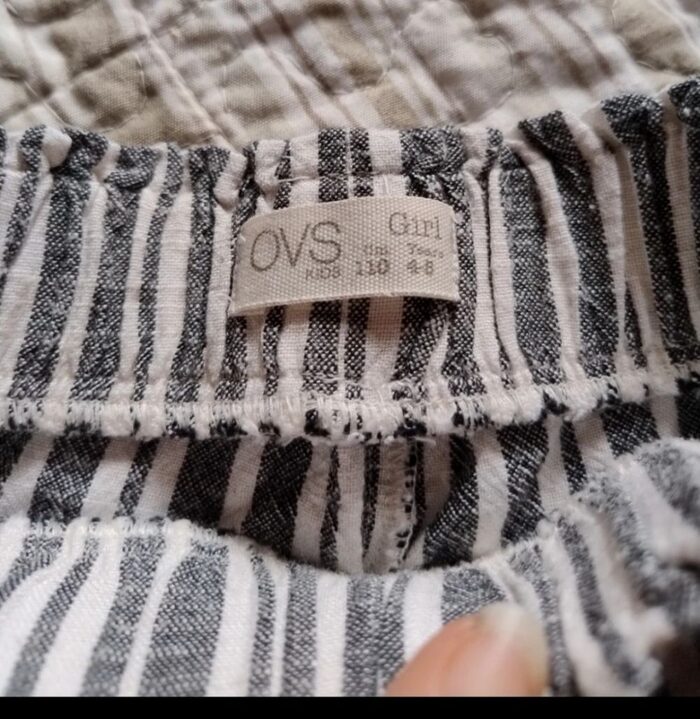 OVS
KIDS
Girl
Cm Years
110 4-5